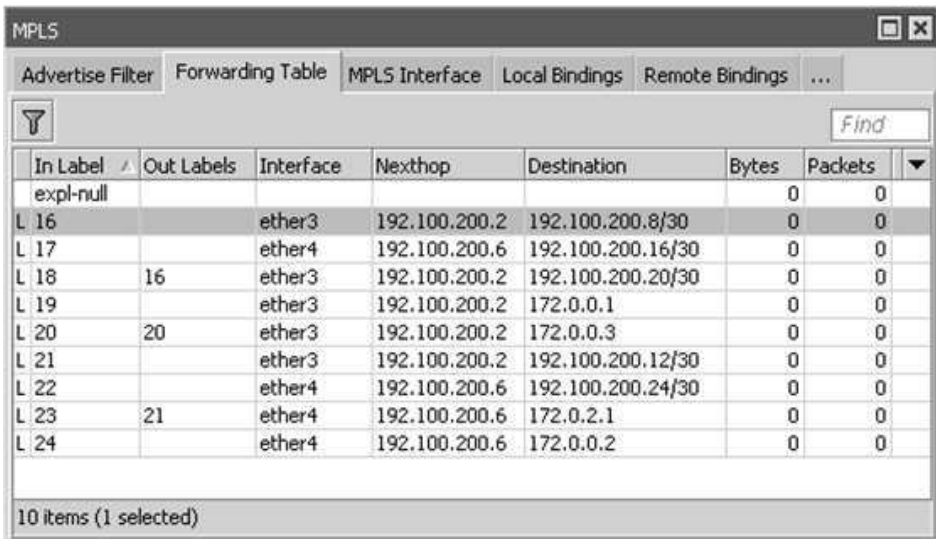 MPLS
Advertise Filter Forwarding Table MPLS Interface Local Bindings Remote Bindings ...
Find
In Label Out Labels Interface Nexthop Destination Bytes Packets
expl-null 0 0
L 16 ether3 192.100.200.2 192.100.200.8/30 0 0
L 17 ether4 192.100.200.6 192.100.200.16/30 0 0
L 18 16 ether3 192.100.200.2 192.100.200.20/30 0 0
L 19 ether3 192.100.200.2 172.0.0.1 0 0
L 20 20 ether3 192.100.200.2 172.0.0.3 0 0
L 21 ether3 192.100.200.2 192.100.200.12/30 0 0
L 22 ether4 192.100.200.6 192.100.200.24/30 0 0
L 23 21 ether4 192.100.200.6 172.0.2.1 0 0
L 24 ether4 192.100.200.6 172.0.0.2 0 0
10 items (1 selected)